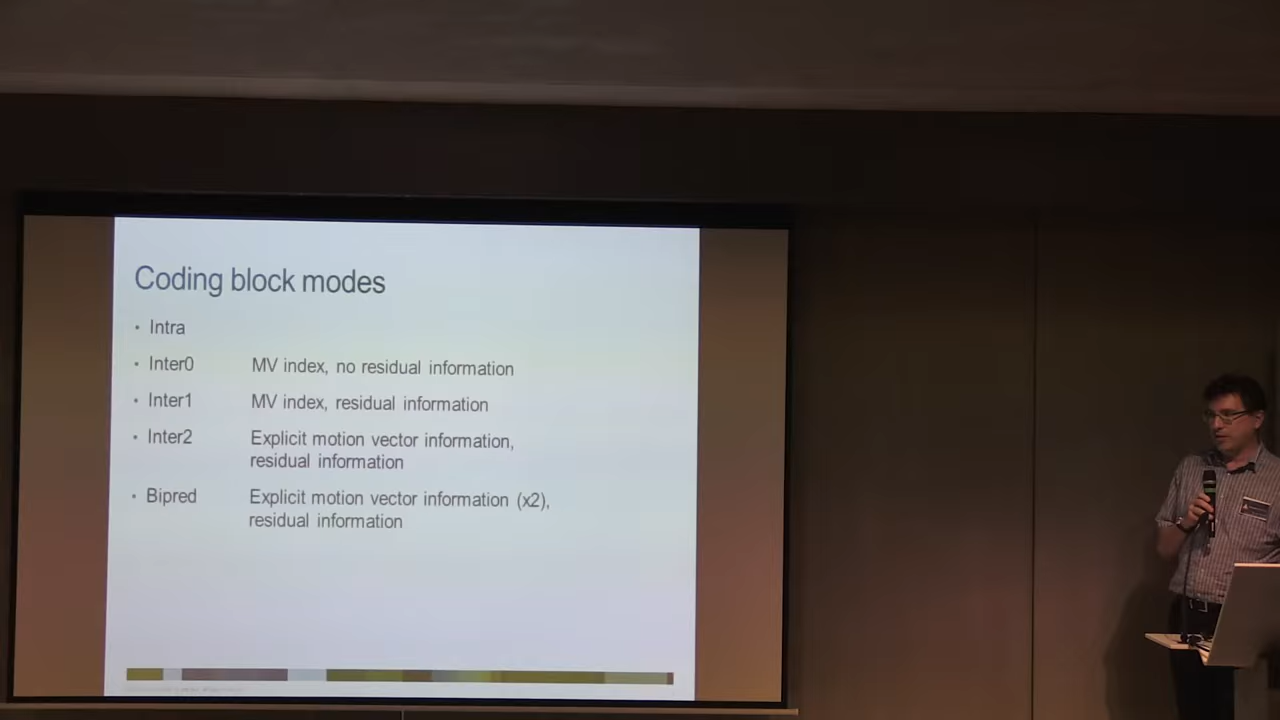 Coding block modes
• Intra
• Inter0 MV index, no residual information
• Inter1 MV index, residual information
• Inter2 Explicit motion vector information,
residual information
• Bipred Explicit motion vector information (x2),
residual information